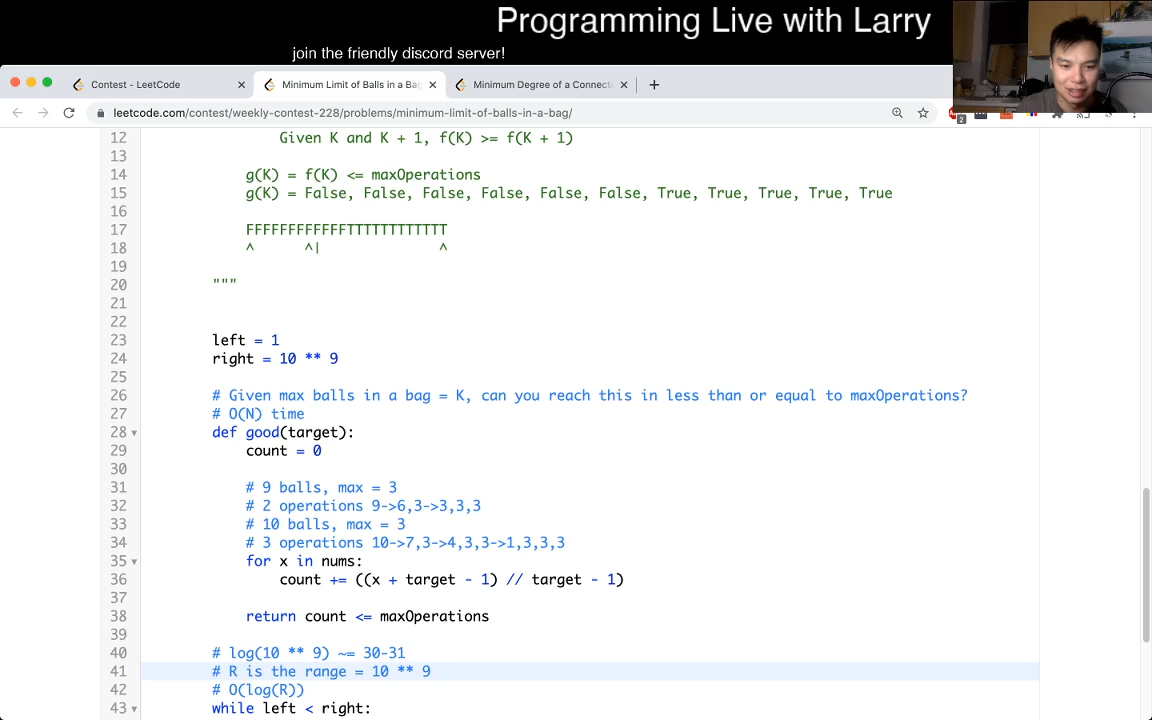 Programming Live with Larry
join the friendly discord server!
Contest - LeetCode
Minimum Limit of Balls in a Bag
Minimum Degree of a Connect
leetcode.com/contest/weekly-contest-228/problems/minimum-limit-of-balls-in-a-bag/
2
12 Given K and K + 1, f(K) >= f(K + 1)
13
14 g(K) = f(K) <= maxOperations
15 g(K) = False, False, False, False, False, False, True, True, True, True, True
16
17 FFFFFFFFFFFFTTTTTTTTTTTT
18 ^ ^| ^
19
20 """
21
22
23 left = 1
24 right = 10 ** 9
25
26 # Given max balls in a bag = K, can you reach this in less than or equal to maxOperations?
27 # O(N) time
28 def good(target):
29 count = 0
30
31 # 9 balls, max = 3
32 # 2 operations 9->6,3->3,3,3
33 # 10 balls, max = 3
34 # 3 operations 10->7,3->4,3,3->1,3,3,3
35 for x in nums:
36 count += ((x + target - 1) // target - 1)
37
38 return count <= maxOperations
39
40 # log(10 ** 9) ~= 30-31
41 # R is the range = 10 ** 9
42 # O(log(R))
43 while left < right: